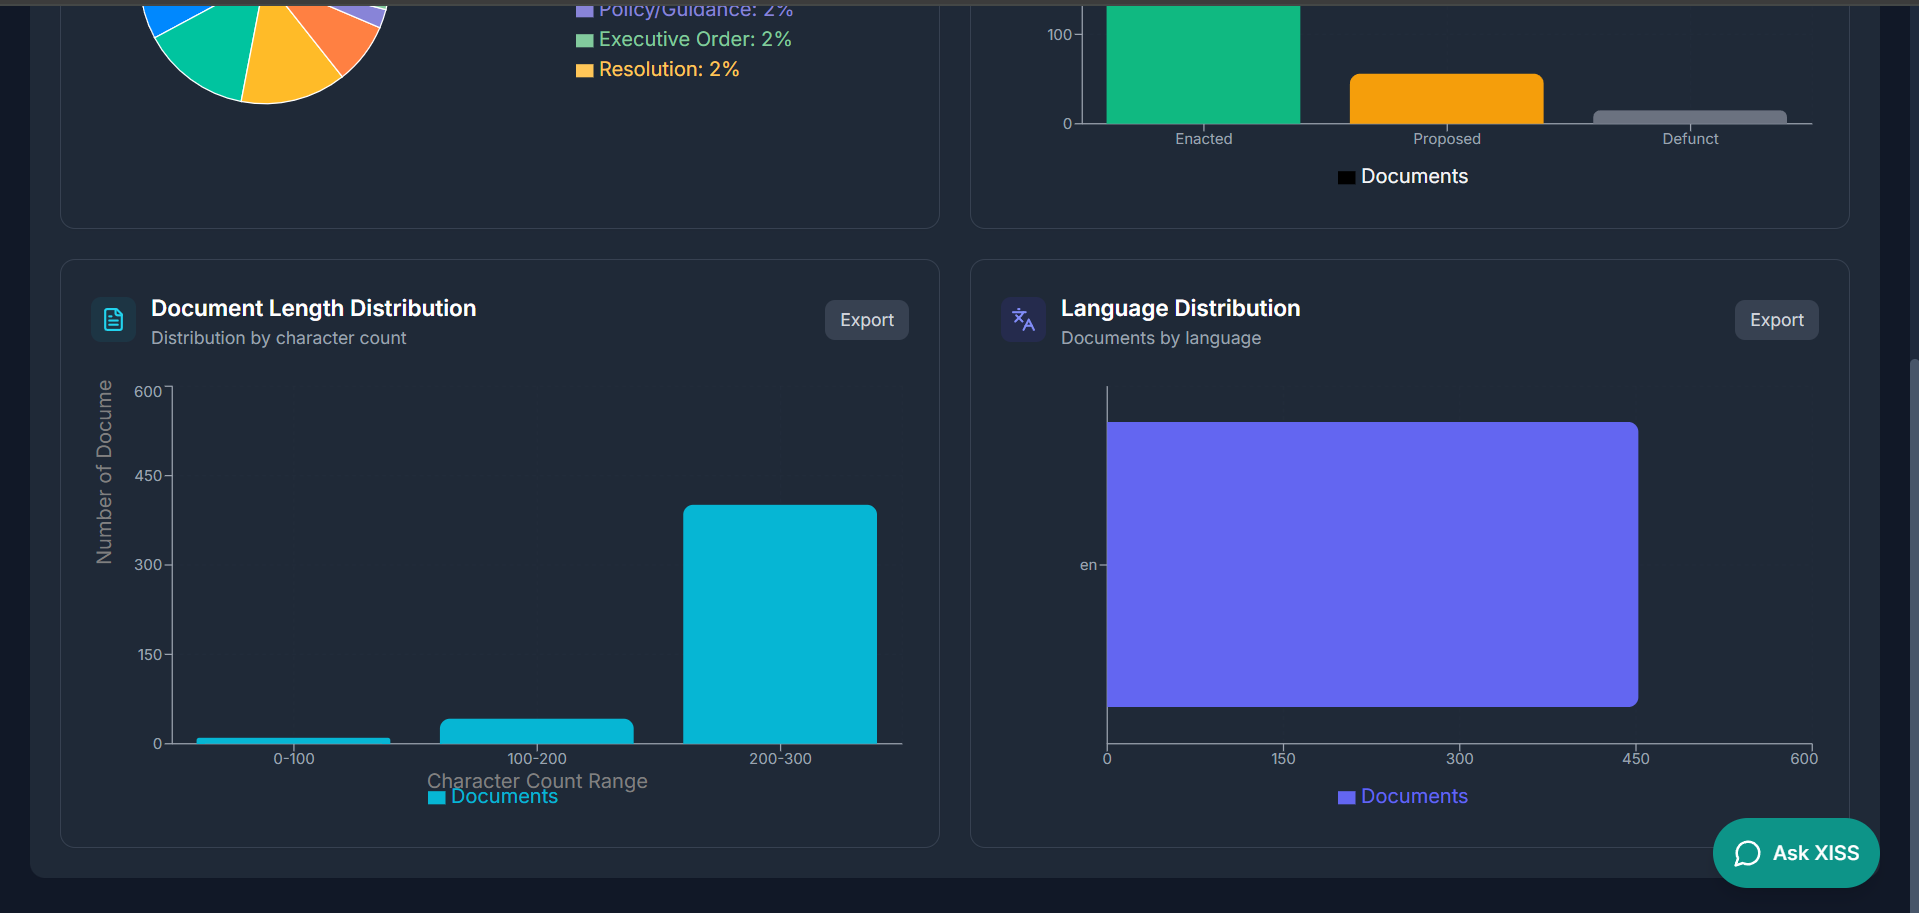 Policy/Guidance: 2%
Executive Order: 2%
Resolution: 2%
100
0
Enacted
Proposed
Defunct
Documents
Document Length Distribution
Distribution by character count
Export
Number of Docume
600
450
300
150
0
0-100
100-200
200-300
Character Count Range
Documents
Language Distribution
Documents by language
Export
en
0
150
300
450
600
Documents
Ask XISS